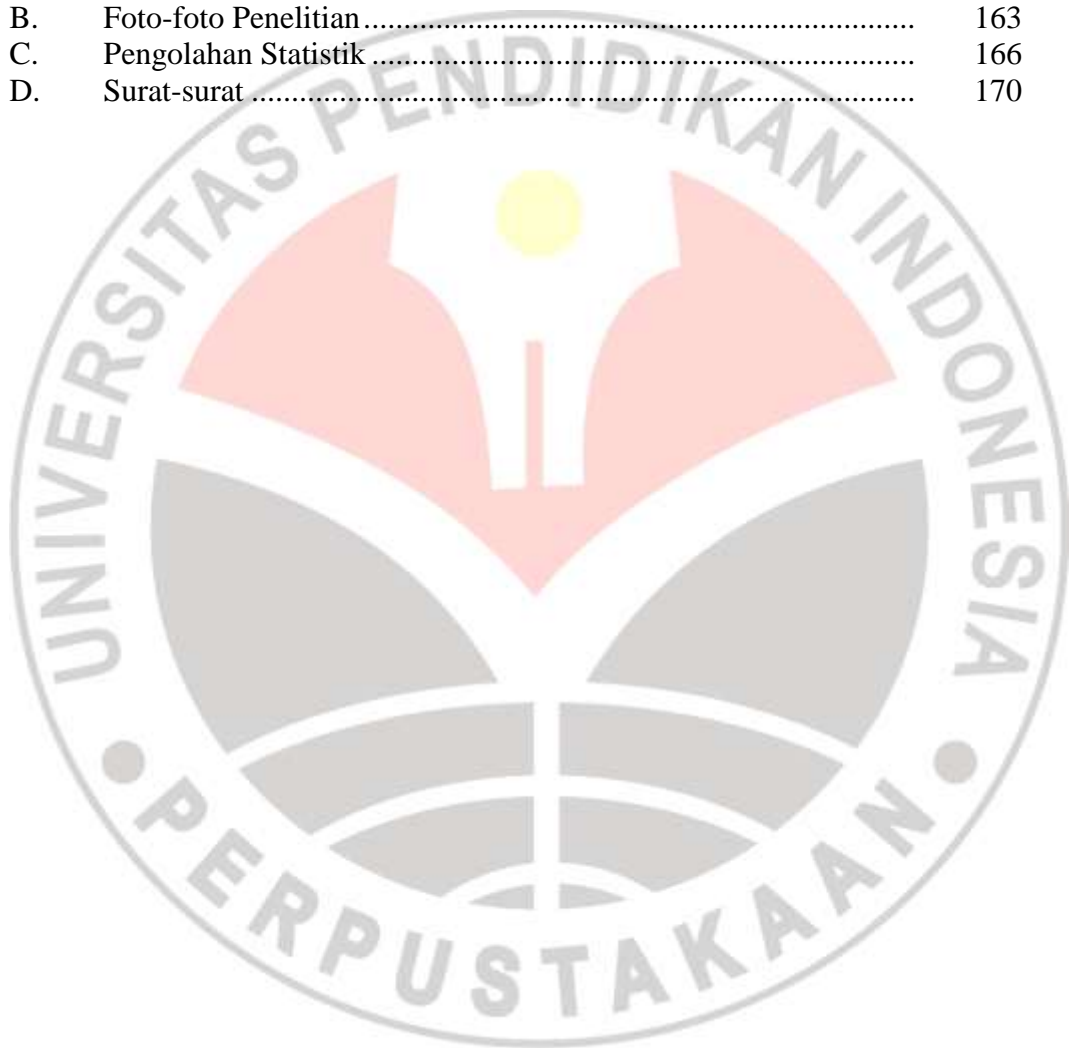 B. Foto-foto Penelitian............................................................................... 163
C. Pengolahan Statistik.............................................................................. 166
D. Surat-surat............................................................................................... 170
UNIVERSITAS PENDIDIKAN INDONESIA
• PERPUSTAKAAN •